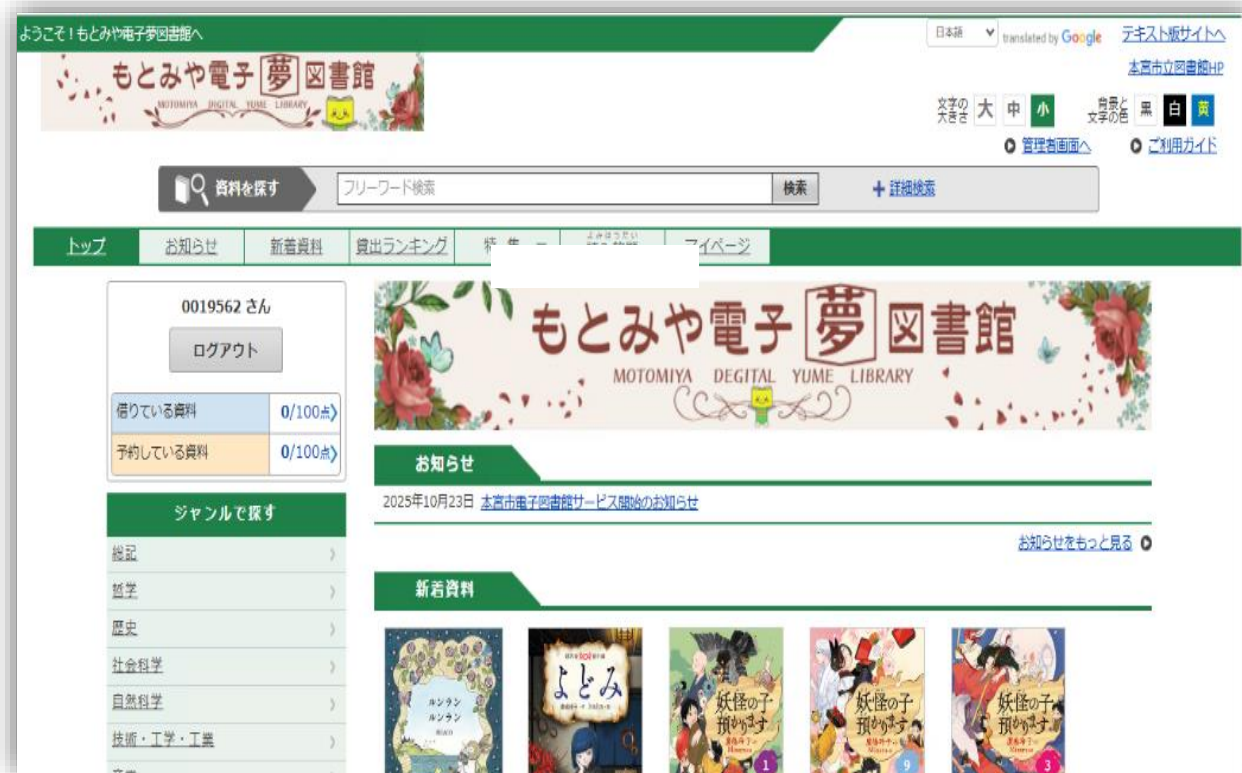 ようこそ！もとみや電子夢図書館へ
日本語 translated by Google テキスト版サイトへ
もとみや電子夢図書館
MOTOMIYA DIGITAL YUME LIBRARY
本宮市立図書館HP
文字の大きさ 大 中 小 背景と文字の色 黒 白 黄
管理者画面へ ご利用ガイド
資料を探す フリーワード検索 検索 +詳細検索
よみほうだい
トップ お知らせ 新着資料 貸出ランキング 特集 マイページ
0019562 さん
ログアウト
借りている資料 0/100点
予約している資料 0/100点
ジャンルで探す
総記
哲学
歴史
社会科学
自然科学
技術・工学・工業
もとみや電子夢図書館
MOTOMIYA DEGITAL YUME LIBRARY
お知らせ
2025年10月23日 本宮市電子図書館サービス開始のお知らせ
お知らせをもっと見る
新着資料
ルンラン
ルンラン
よどみ
妖怪の子
預かります
1
妖怪の子
預かります
9
妖怪の子
預かります
3